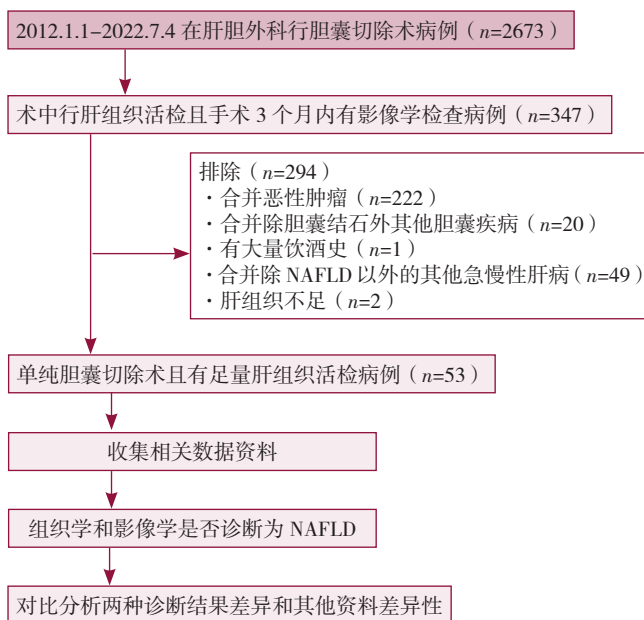 2012.1.1-2022.7.4 在肝胆外科行胆囊切除术病例（n=2673）
术中行肝组织活检且手术 3 个月内有影像学检查病例（n=347）
排除（n=294）
·合并恶性肿瘤（n=222）
·合并除胆囊结石外其他胆囊疾病（n=20）
·有大量饮酒史（n=1）
·合并除 NAFLD 以外的其他急慢性肝病（n=49）
·肝组织不足（n=2）
单纯胆囊切除术且有足量肝组织活检病例（n=53）
收集相关数据资料
组织学和影像学是否诊断为 NAFLD
对比分析两种诊断结果差异和其他资料差异性